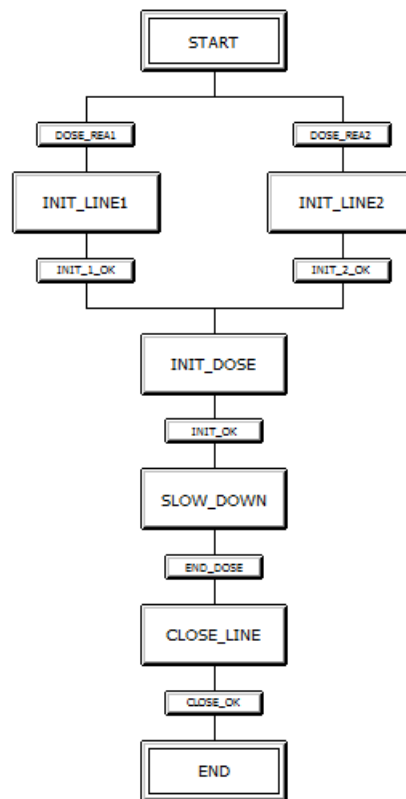 START
DOSE_REA1
DOSE_REA2
INIT_LINE1
INIT_LINE2
INIT_1_OK
INIT_2_OK
INIT_DOSE
INIT_OK
SLOW_DOWN
END_DOSE
CLOSE_LINE
CLOSE_OK
END